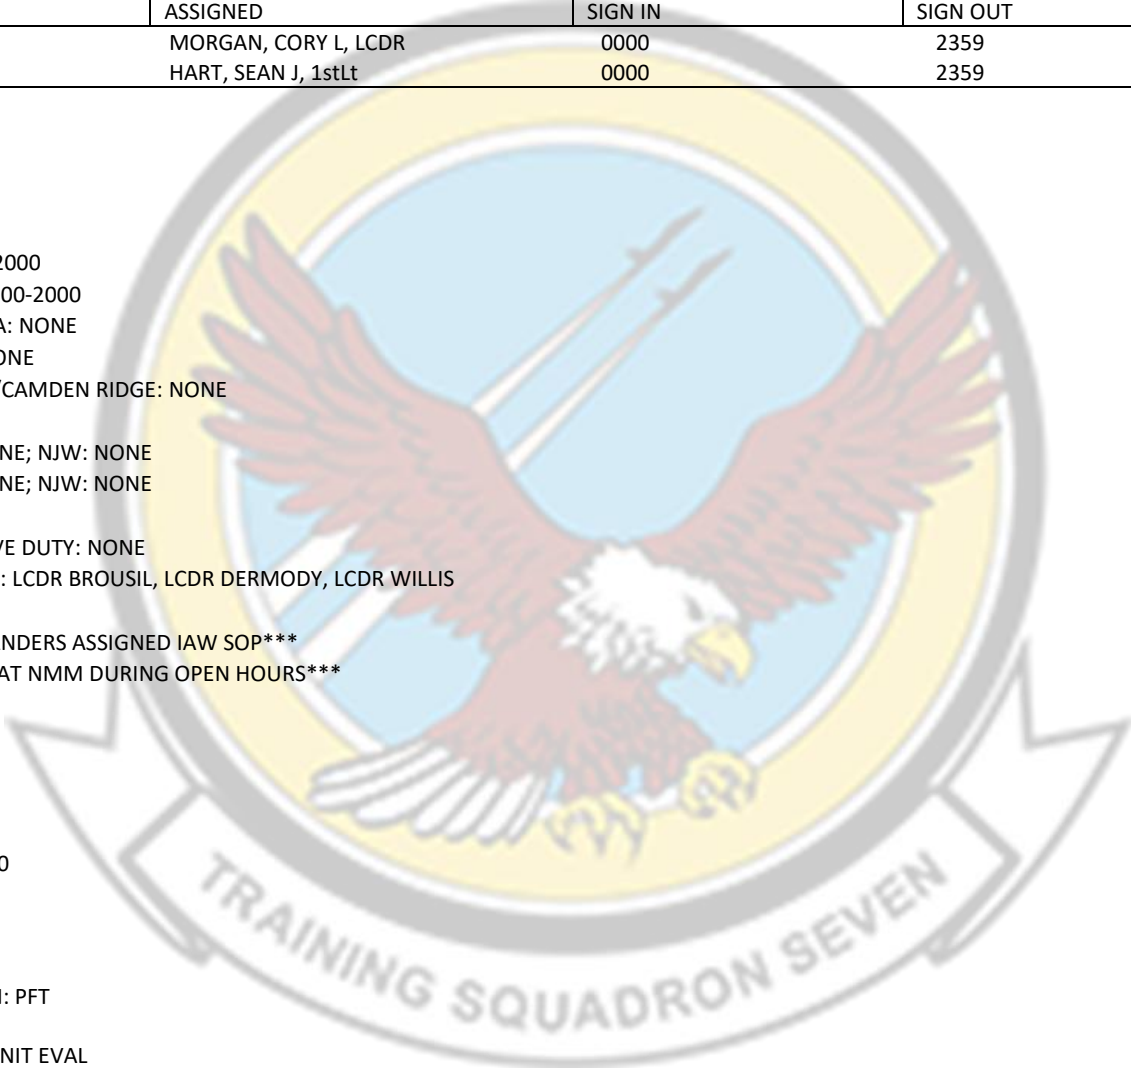 ASSIGNED SIGN IN SIGN OUT
MORGAN, CORY L, LCDR 0000 2359
HART, SEAN J, 1stLt 0000 2359
2000
00-2000
A: NONE
ONE
/CAMDEN RIDGE: NONE
NE; NJW: NONE
NE; NJW: NONE
VE DUTY: NONE
: LCDR BROUSIL, LCDR DERMODY, LCDR WILLIS
ENDERS ASSIGNED IAW SOP***
AT NMM DURING OPEN HOURS***
0
: PFT
NIT EVAL
TRAINING SQUADRON SEVEN